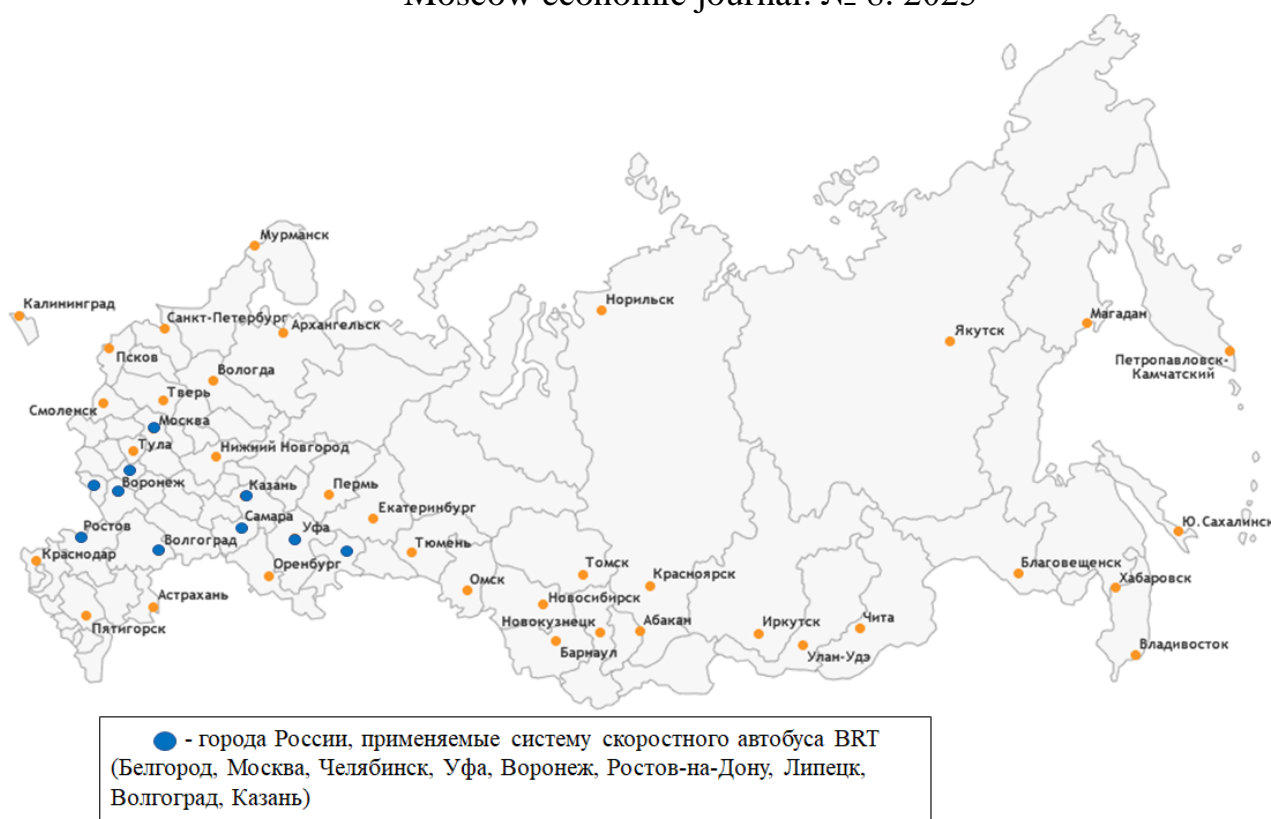 Moscow economic journal. № 8. 2023
Мурманск
Калининград
Санкт-Петербург
Архангельск
Норильск
Магадан
Якутск
Псков
Петропавловск-
Камчатский
Вологда
Тверь
Смоленск
Москва
Тула
Нижний Новгород
Воронеж
Казань
Пермь
Екатеринбург
Самара
Ростов
Уфа
Ю.Сахалинск
Волгоград
Тюмень
Краснодар
Оренбург
Томск
Благовещенск
Красноярск
Хабаровск
Омск
Астрахань
Новосибирск
Пятигорск
Новокузнецк
Абакан
Иркутск
Чита
Барнаул
Улан-Удэ
Владивосток
- города России, применяемые систему скоростного автобуса BRT
(Белгород, Москва, Челябинск, Уфа, Воронеж, Ростов-на-Дону, Липецк,
Волгоград, Казань)